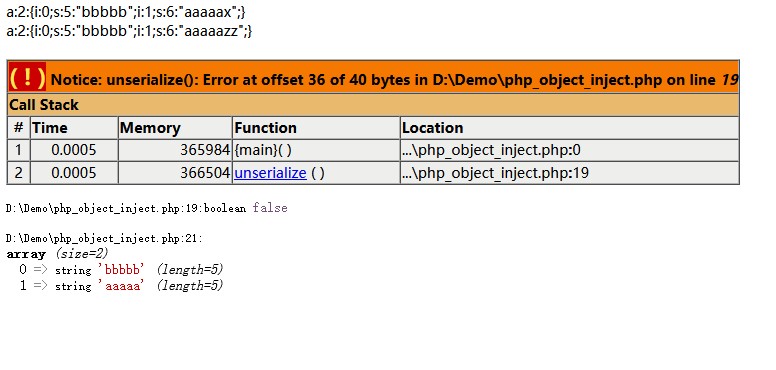 a:2:{i:0;s:5:"bbbbb";i:1;s:6:"aaaaax";}
a:2:{i:0;s:5:"bbbbb";i:1;s:6:"aaaaazz";}
( ! ) Notice: unserialize(): Error at offset 36 of 40 bytes in D:\Demo\php_object_inject.php on line 19
Call Stack
# Time Memory Function Location
1 0.0005 365984 {main}( ) ...\php_object_inject.php:0
2 0.0005 366504 unserialize ( ) ...\php_object_inject.php:19
D:\Demo\php_object_inject.php:19:boolean false
D:\Demo\php_object_inject.php:21:
array (size=2)
0 => string 'bbbbb' (length=5)
1 => string 'aaaaa' (length=5)